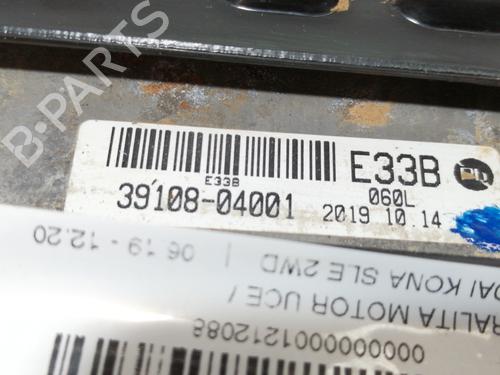 E33B
E33B
39108-04001
060L
2019 10.14
B-PARTS
DAI KONA SLE 2WD | 06.19 - 12.20
RALITA MOTOR UCE /
00000000001212088